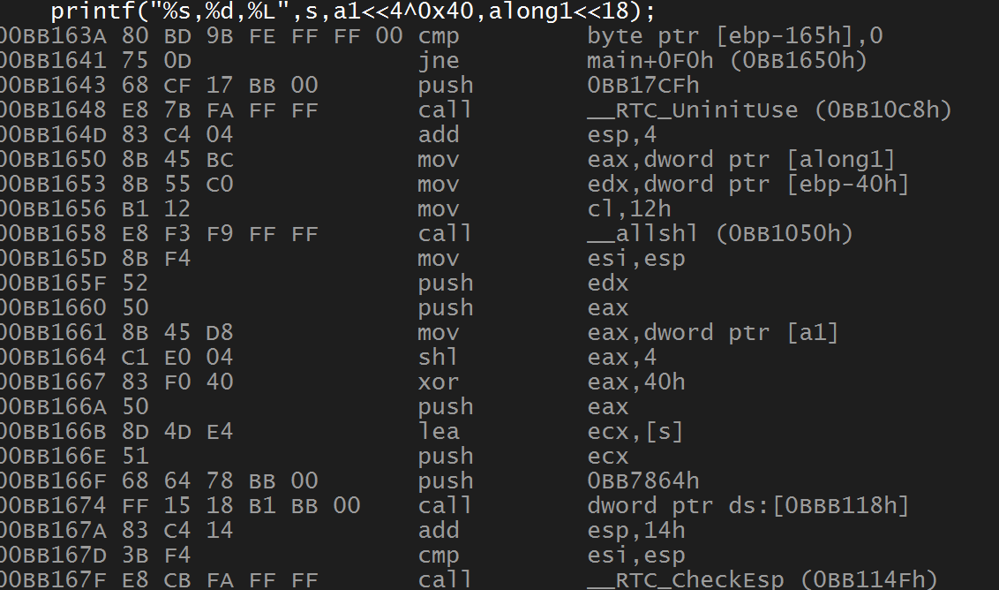 printf("%s,%d,%L",s,a1<<4^0x40,along1<<18);
00BB163A 80 BD 9B FE FF FF 00 cmp byte ptr [ebp-165h],0
00BB1641 75 0D jne main+0F0h (0BB1650h)
00BB1643 68 CF 17 BB 00 push 0BB17CFh
00BB1648 E8 7B FA FF FF call __RTC_UninitUse (0BB10C8h)
00BB164D 83 C4 04 add esp,4
00BB1650 8B 45 BC mov eax,dword ptr [along1]
00BB1653 8B 55 C0 mov edx,dword ptr [ebp-40h]
00BB1656 B1 12 mov cl,12h
00BB1658 E8 F3 F9 FF FF call __allshl (0BB1050h)
00BB165D 8B F4 mov esi,esp
00BB165F 52 push edx
00BB1660 50 push eax
00BB1661 8B 45 D8 mov eax,dword ptr [a1]
00BB1664 C1 E0 04 shl eax,4
00BB1667 83 F0 40 xor eax,40h
00BB166A 50 push eax
00BB166B 8D 4D E4 lea ecx,[s]
00BB166E 51 push ecx
00BB166F 68 64 78 BB 00 push 0BB7864h
00BB1674 FF 15 18 B1 BB 00 call dword ptr ds:[0BBB118h]
00BB167A 83 C4 14 add esp,14h
00BB167D 3B F4 cmp esi,esp
00BB167F E8 CB FA FF FF call __RTC_CheckEsp (0BB114Fh)